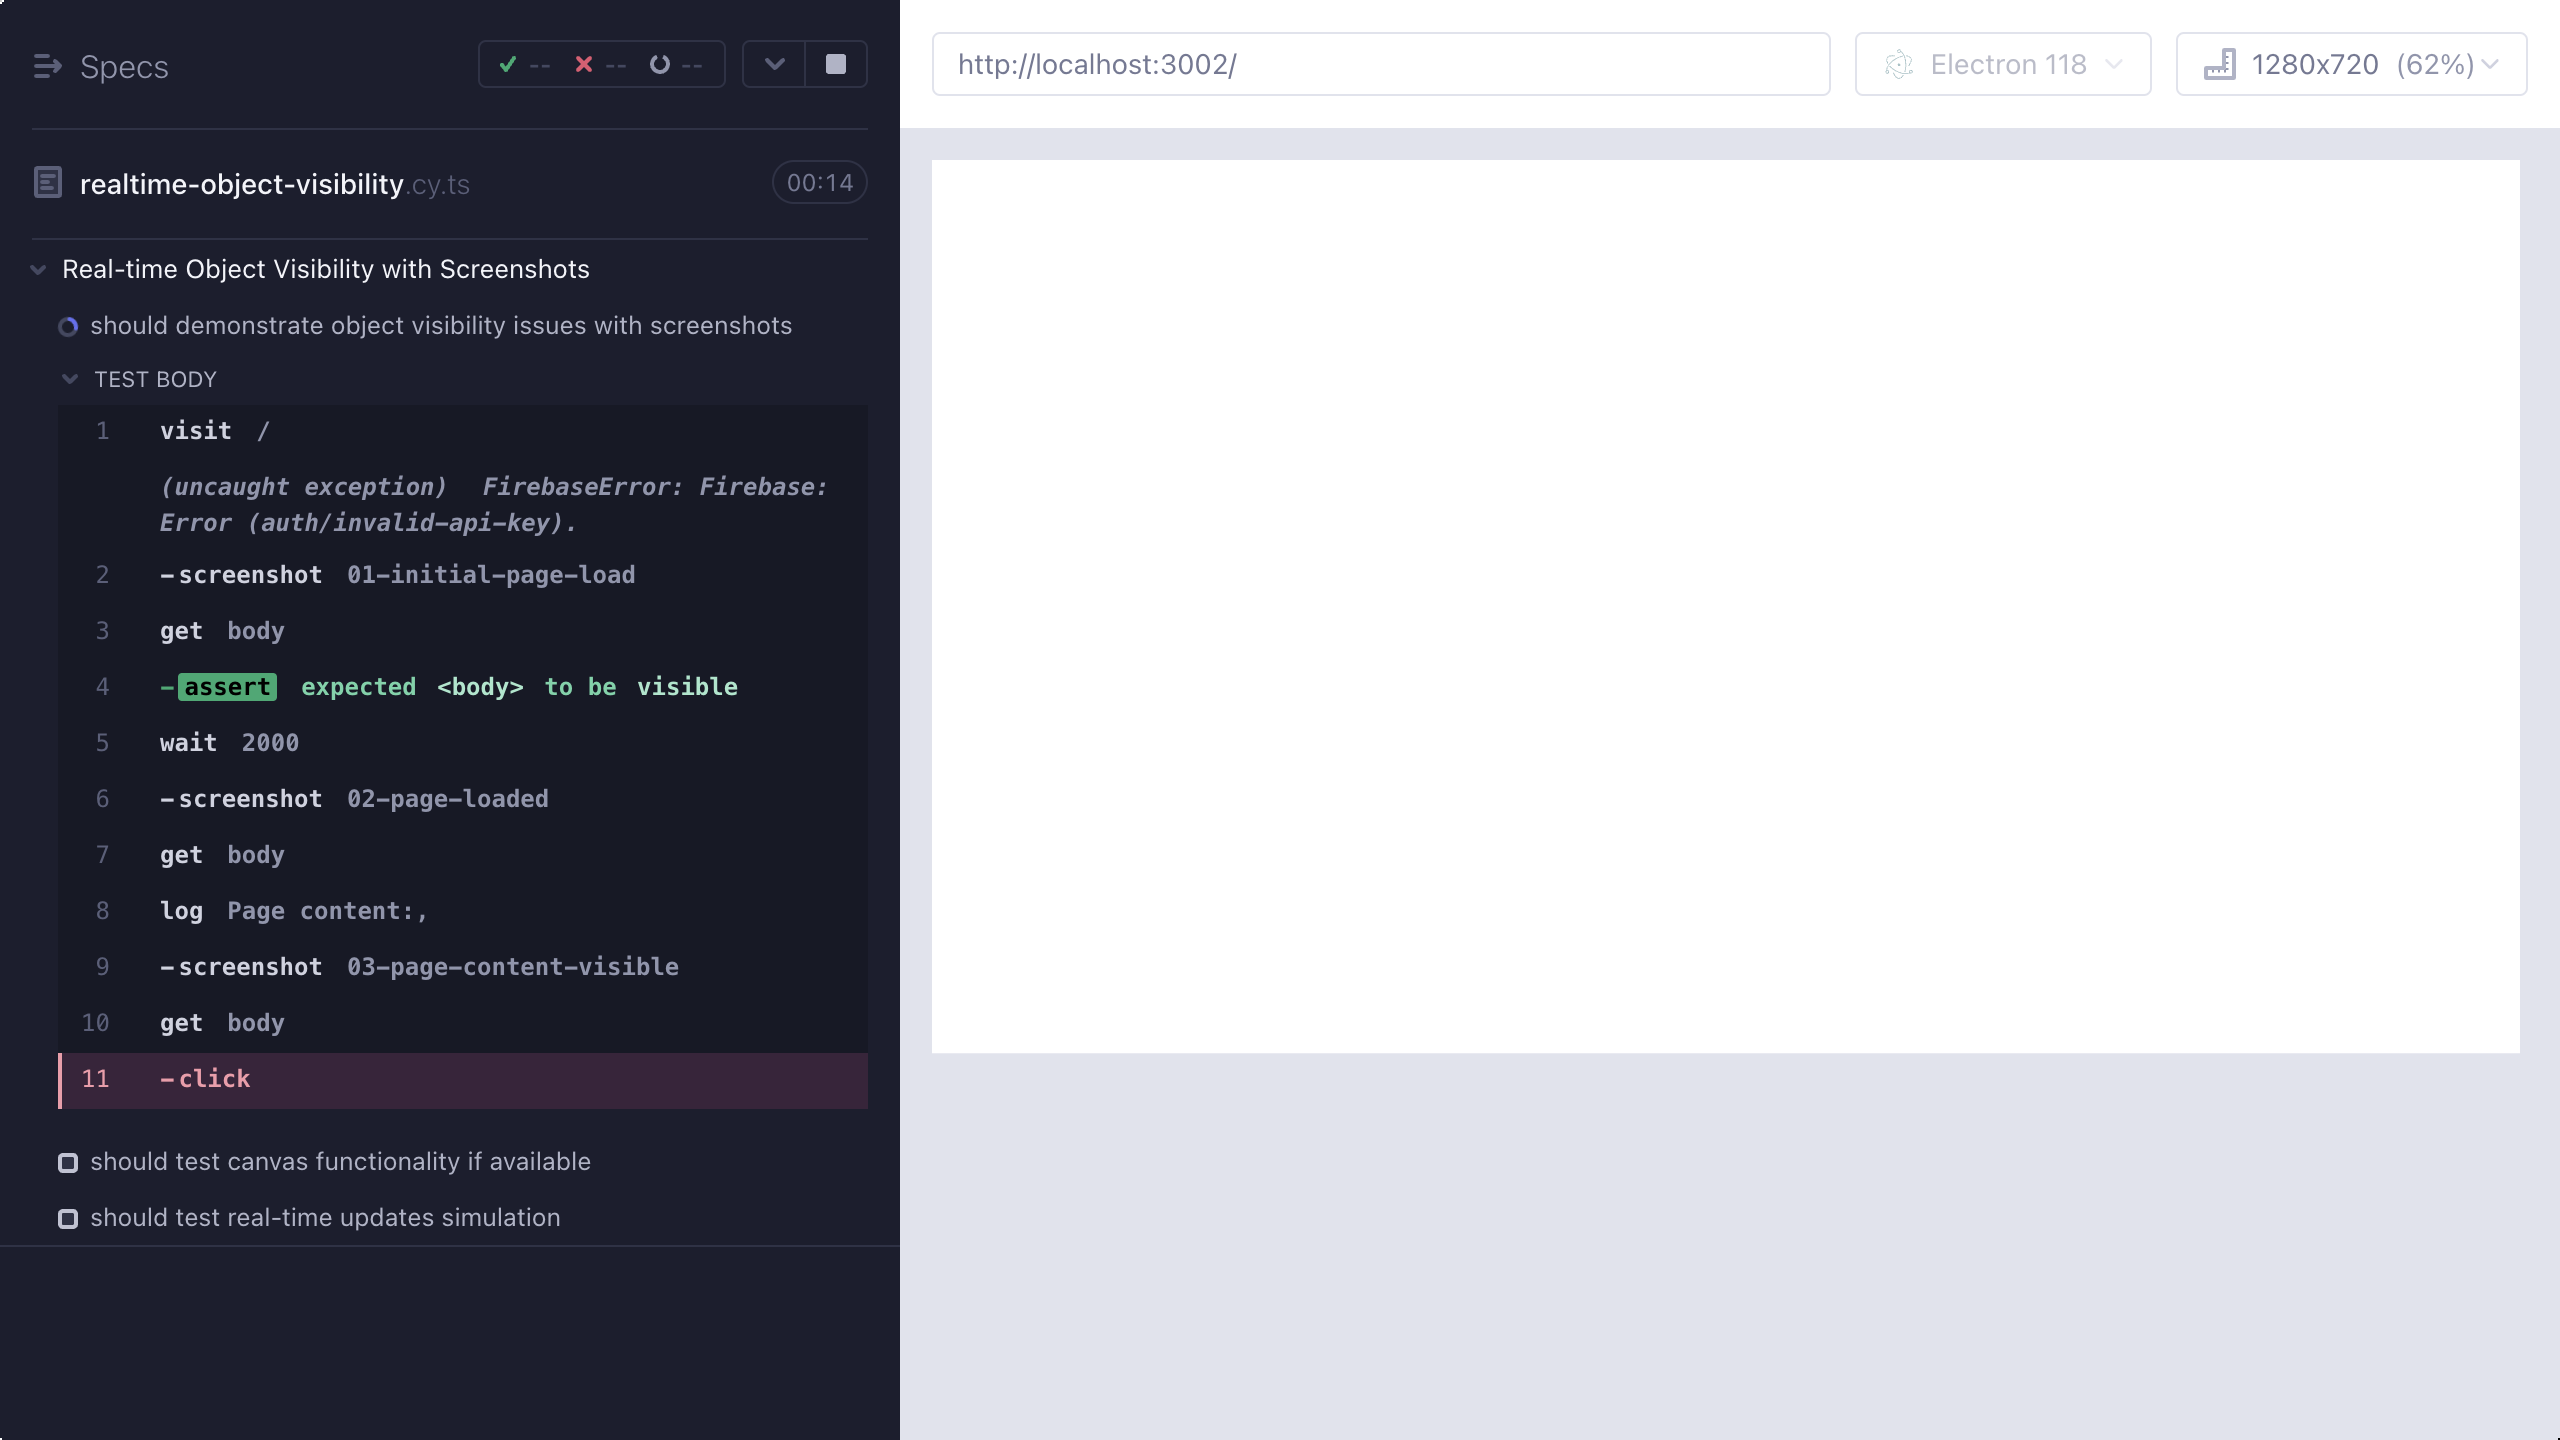 Specs
-- -- --
realtime-object-visibility.cy.ts 00:14
Real-time Object Visibility with Screenshots
should demonstrate object visibility issues with screenshots
TEST BODY
1 visit /
(uncaught exception) FirebaseError: Firebase:
Error (auth/invalid-api-key).
2 -screenshot 01-initial-page-load
3 get body
4 -assert expected <body> to be visible
5 wait 2000
6 -screenshot 02-page-loaded
7 get body
8 log Page content:,
9 -screenshot 03-page-content-visible
10 get body
11 -click
should test canvas functionality if available
should test real-time updates simulation
http://localhost:3002/
Electron 118
1280x720 (62%)